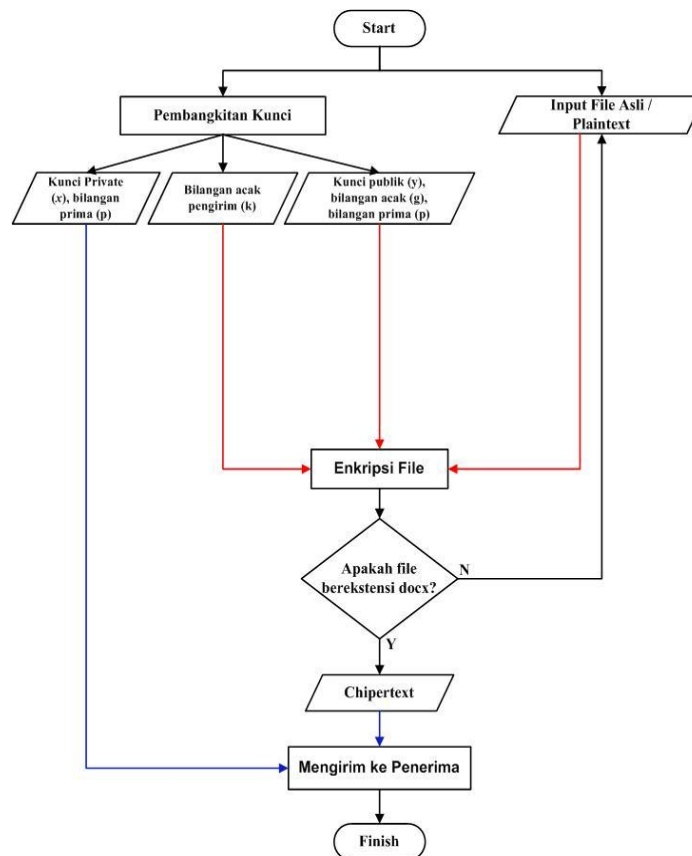 Start
Pembangkitan Kunci
Input File Asli /
Plaintext
Kunci Private
(x), bilangan
prima (p)
Bilangan acak
pengirim (k)
Kunci publik (y),
bilangan acak (g),
bilangan prima (p)
Enkripsi File
Apakah file
berekstensi docx?
N
Y
Chipertext
Mengirim ke Penerima
Finish